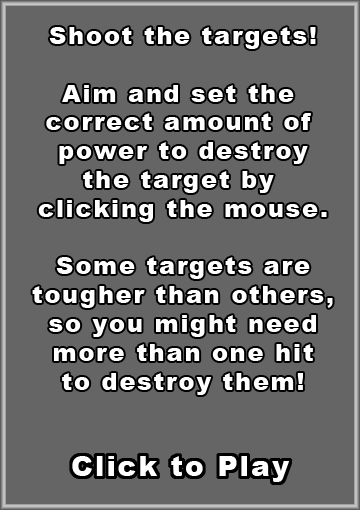 Shoot the targets!
Aim and set the
correct amount of
power to destroy
the target by
clicking the mouse.
Some targets are
tougher than others,
so you might need
more than one hit
to destroy them!
Click to Play